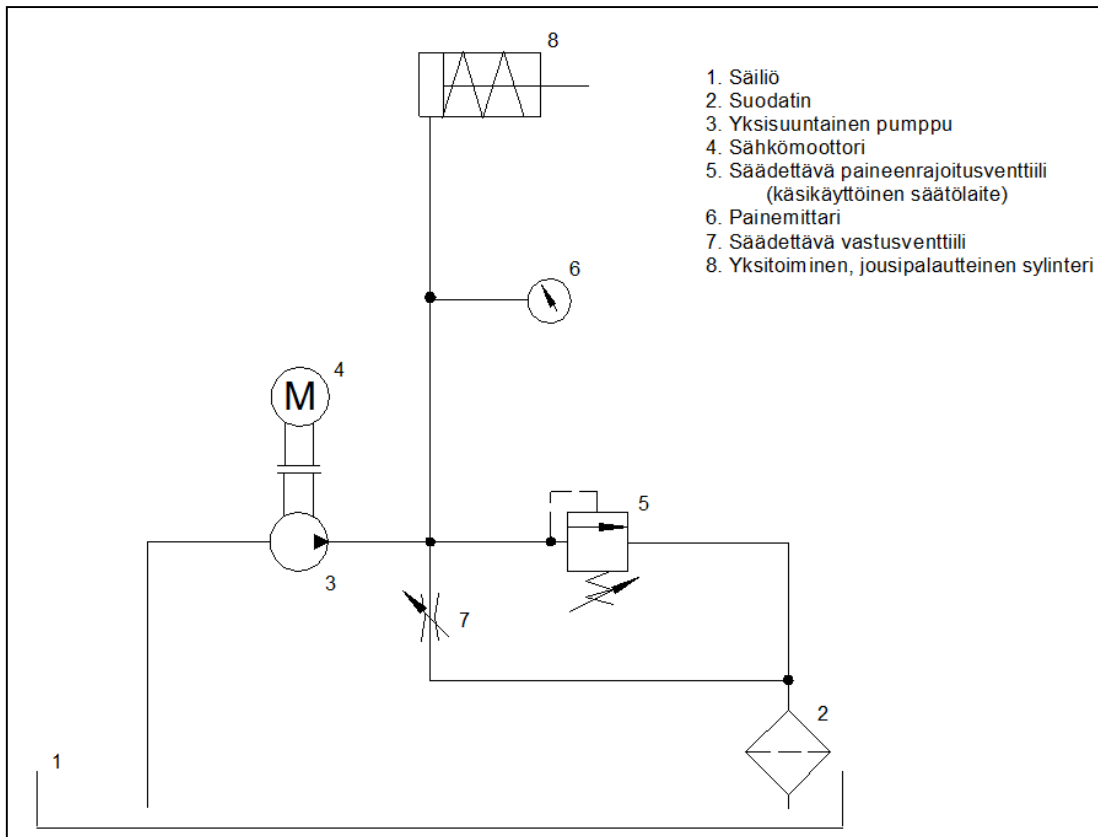 8
1. Säiliö
2. Suodatin
3. Yksisuuntainen pumppu
4. Sähkömoottori
5. Säädettävä paineenrajoitusventtiili
(käsikäyttöinen säätölaite)
6. Painemittari
7. Säädettävä vastusventtiili
8. Yksitoiminen, jousipalautteinen sylinteri
6
4
M
5
3
7
2
1